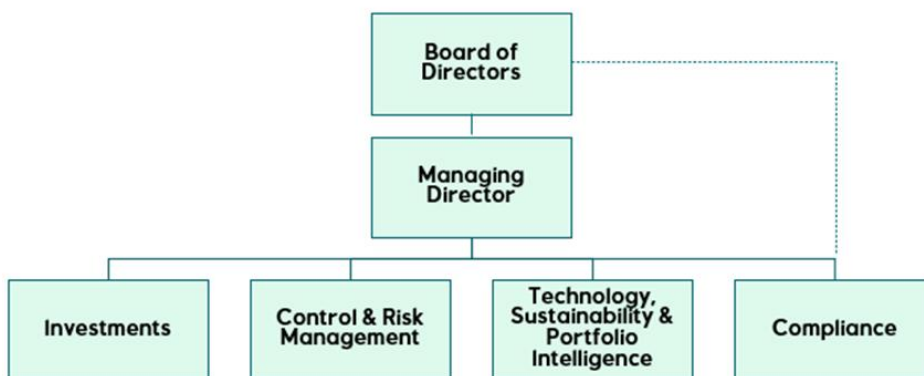 Board of
Directors
Managing
Director
Investments
Control & Risk
Management
Technology,
Sustainability &
Portfolio
Intelligence
Compliance